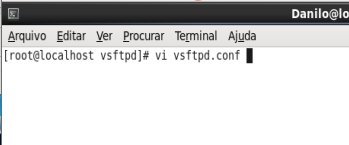 Danilo@lo
Arquivo Editar Ver Procurar Terminal Ajuda
[root@localhost vsftpd]# vi vsftpd.conf